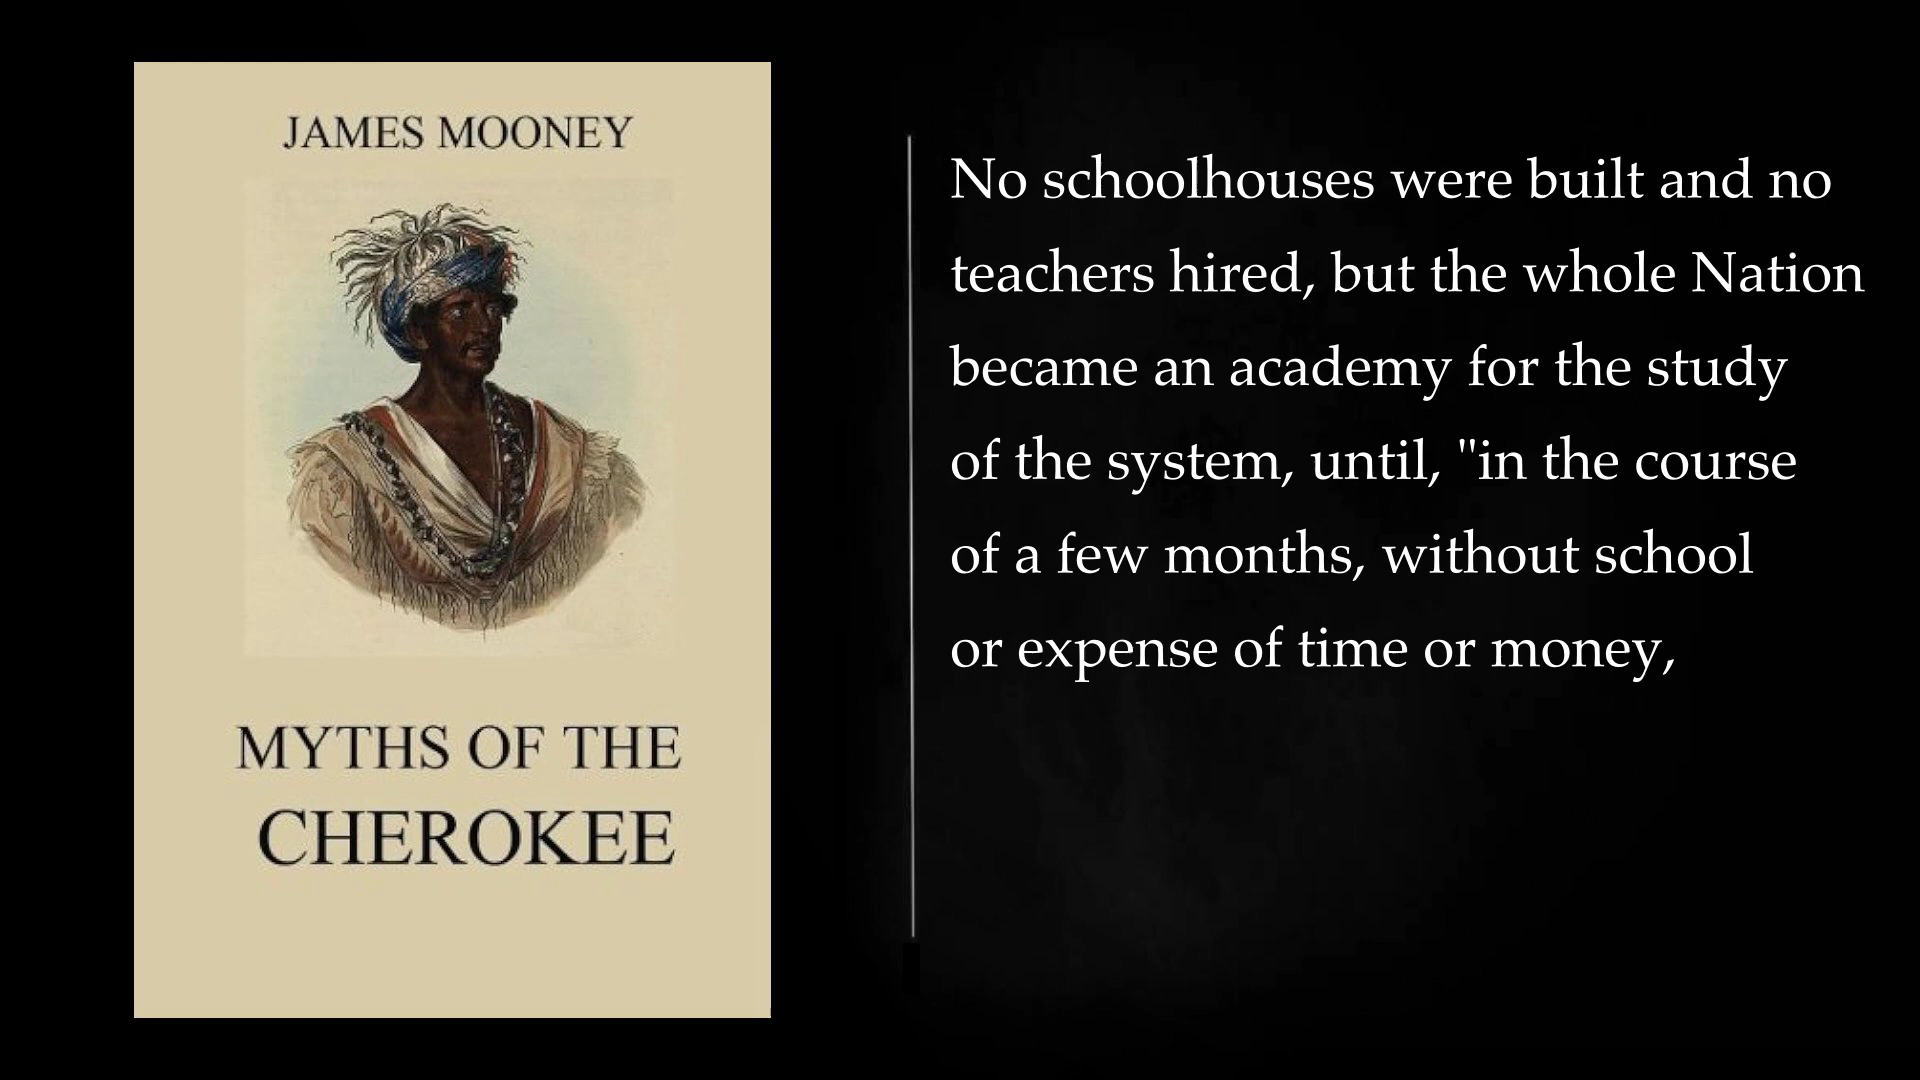 JAMES MOONEY
MYTHS OF THE
CHEROKEE
No schoolhouses were built and no
teachers hired, but the whole Nation
became an academy for the study
of the system, until, "in the course
of a few months, without school
or expense of time or money,